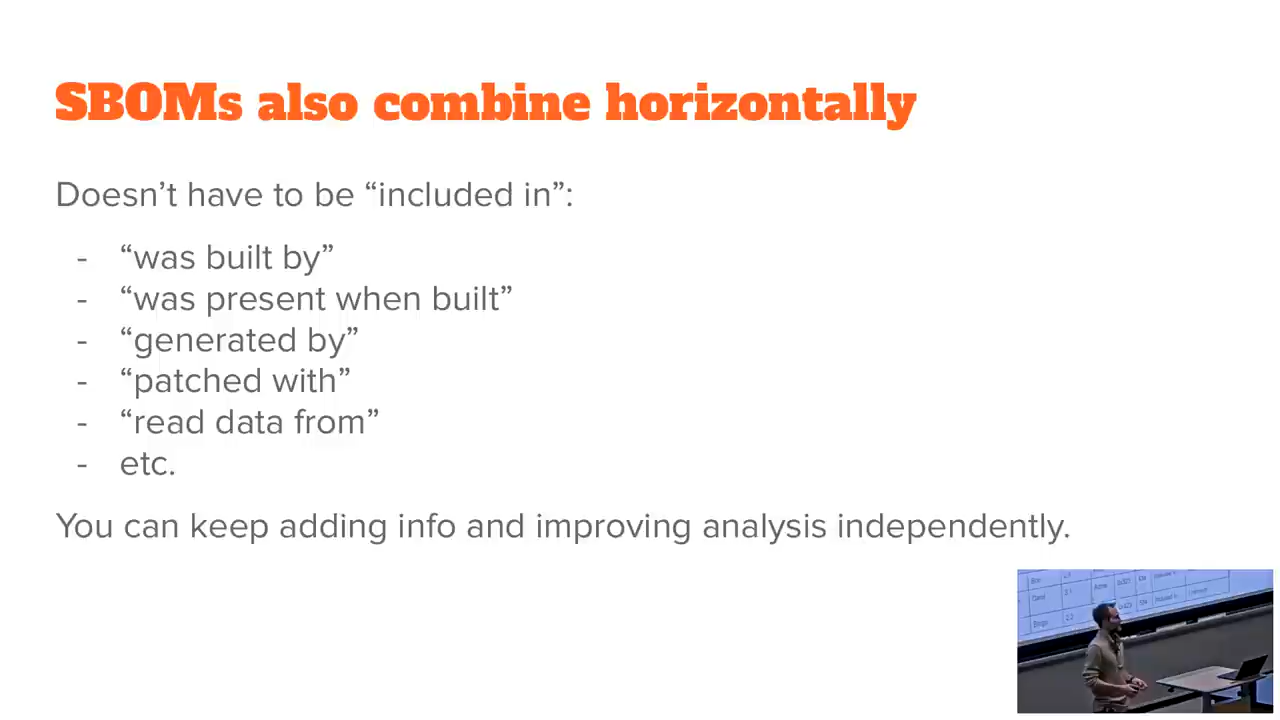 SBOMs also combine horizontally
Doesn’t have to be “included in”:
- “was built by”
- “was present when built”
- “generated by”
- “patched with”
- “read data from”
- etc.
You can keep adding info and improving analysis independently.